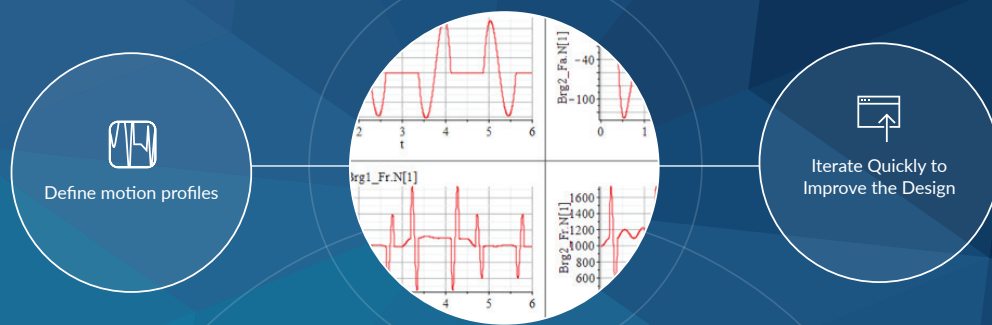 Define motion profiles
2 3 4 5 6
t
Brg2_Fa.N[1]
-40
-100
0 1
Brg1_Fr.N[1]
4 5 6
Brg2_Fr.N[1]
1600
1400
1200
1000
800
600
Iterate Quickly to
Improve the Design